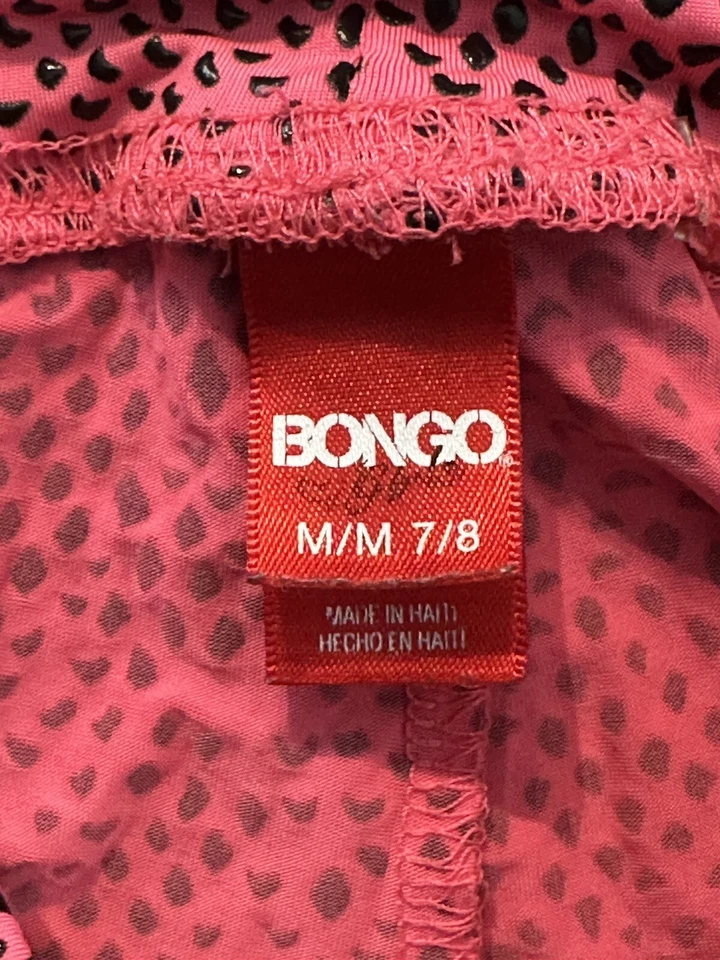 BONGO
M/M 7/8
MADE IN HAITI
HECHO EN HAITI